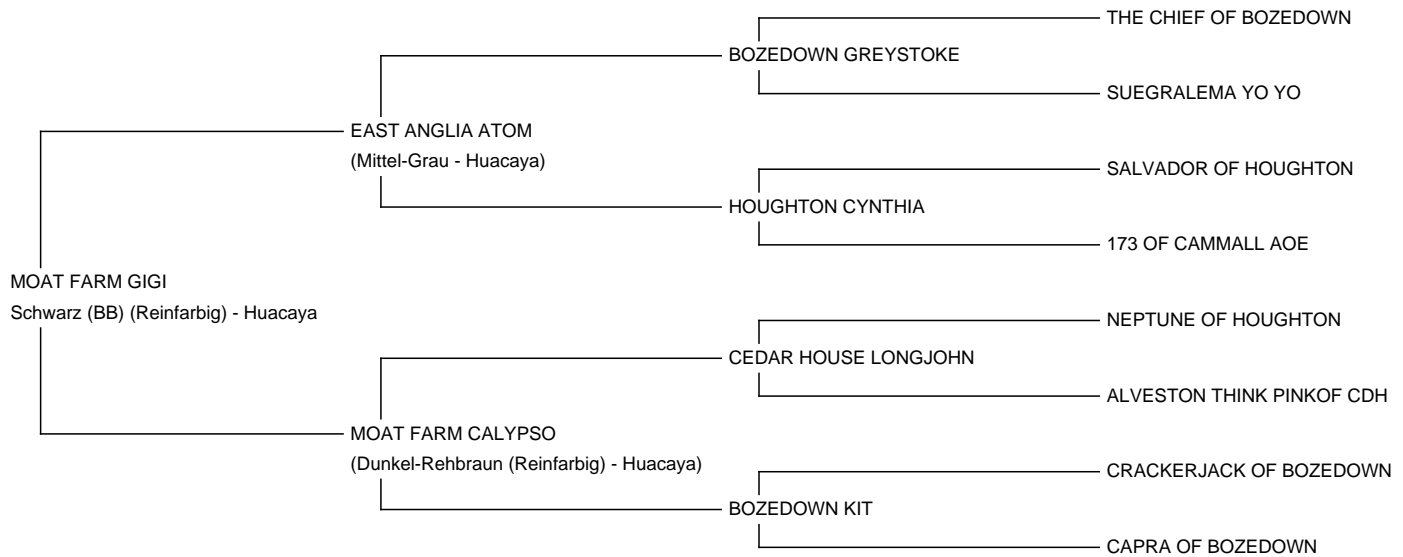 THE CHIEF OF BOZEDOWN
BOZEDOWN GREYSTOKE
SUEGRALEMA YO YO
EAST ANGLIA ATOM
(Mittel-Grau - Huacaya)
SALVADOR OF HOUGHTON
HOUGHTON CYNTHIA
173 OF CAMMALL AOE
MOAT FARM GIGI
Schwarz (BB) (Reinfarbig) - Huacaya
NEPTUNE OF HOUGHTON
CEDAR HOUSE LONGJOHN
ALVESTON THINK PINKOF CDH
MOAT FARM CALYPSO
(Dunkel-Rehbraun (Reinfarbig) - Huacaya)
CRACKERJACK OF BOZEDOWN
BOZEDOWN KIT
CAPRA OF BOZEDOWN